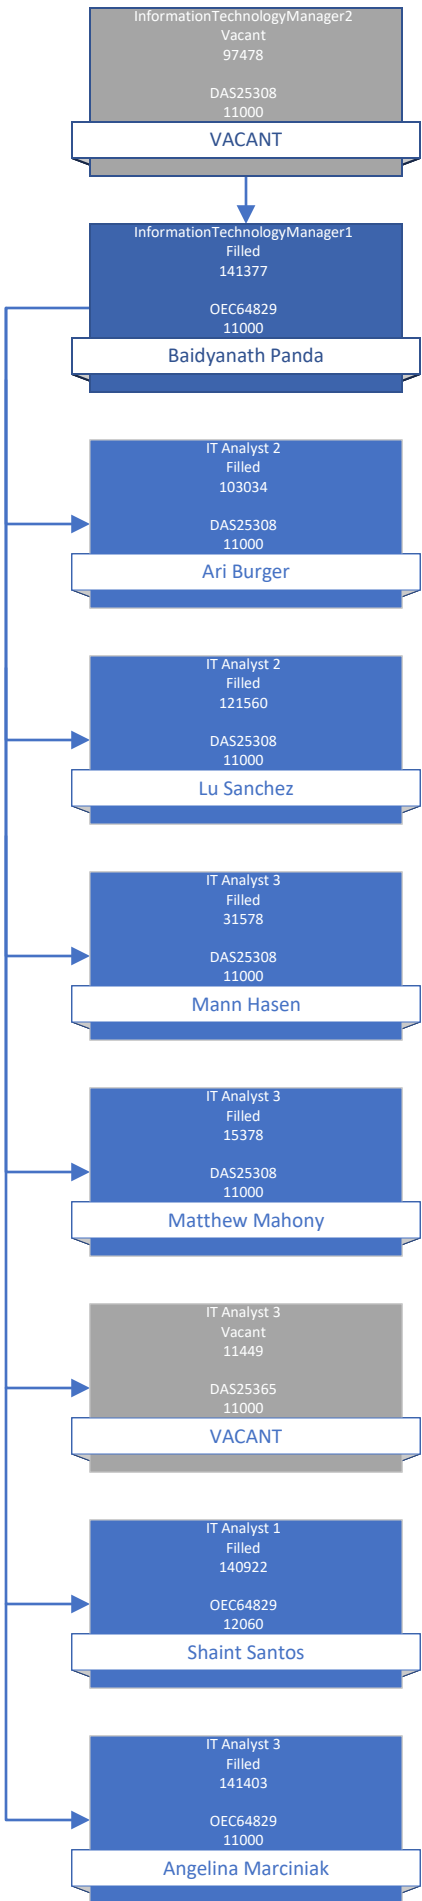 InformationTechnologyManager2
Vacant
97478
DAS25308
11000
VACANT
InformationTechnologyManager1
Filled
141377
OEC64829
11000
Baidyanath Panda
IT Analyst 2
Filled
103034
DAS25308
11000
Ari Burger
IT Analyst 2
Filled
121560
DAS25308
11000
Lu Sanchez
IT Analyst 3
Filled
31578
DAS25308
11000
Mann Hasen
IT Analyst 3
Filled
15378
DAS25308
11000
Matthew Mahony
IT Analyst 3
Vacant
11449
DAS25365
11000
VACANT
IT Analyst 1
Filled
140922
OEC64829
12060
Shaint Santos
IT Analyst 3
Filled
141403
OEC64829
11000
Angelina Marciniak